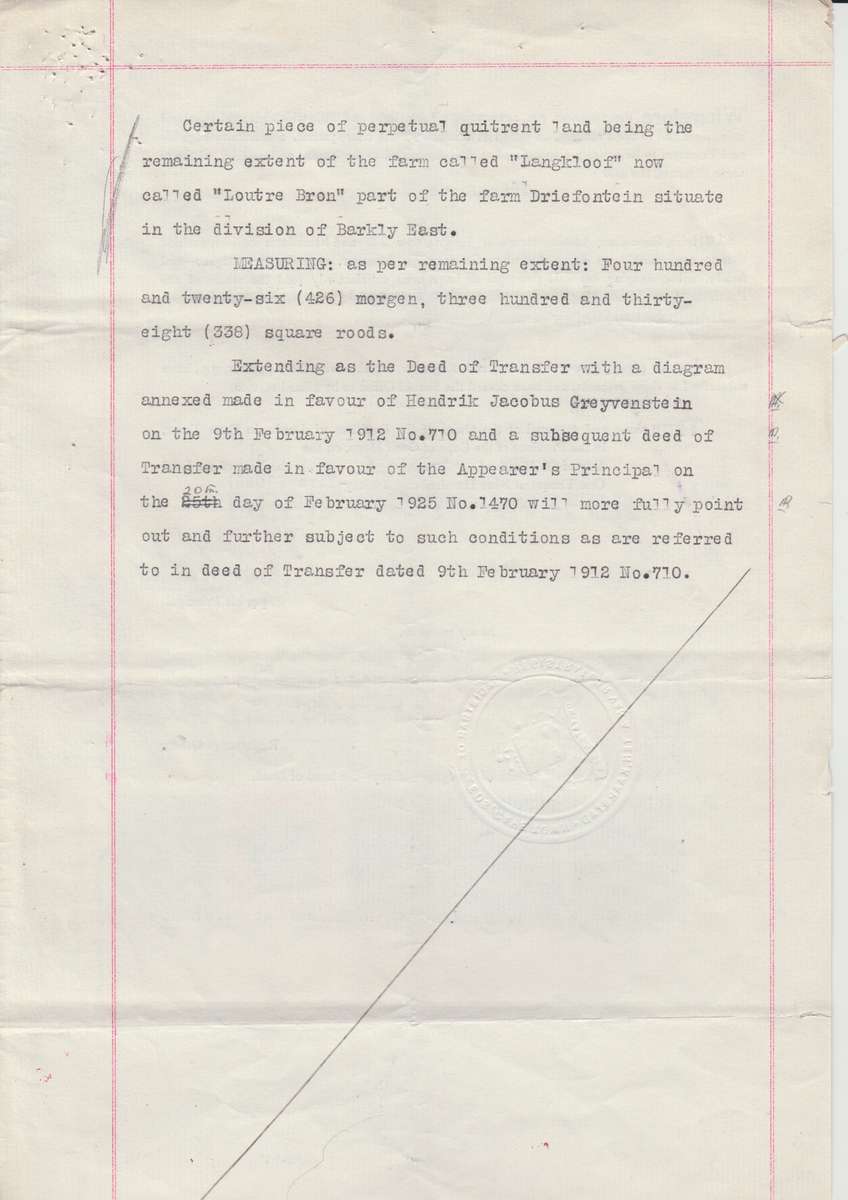 Certain piece of perpetual quitrent land being the
remaining extent of the farm called "Langkloof" now
called "Loutre Bron" part of the farm Driefontein situate
in the division of Barkly East.
MEASURING: as per remaining extent: Four hundred
and twenty-six (426) morgen, three hundred and thirty-
eight (338) square roods.
Extending as the Deed of Transfer with a diagram
annexed made in favour of Hendrik Jacobus Greyvenstein
on the 9th February 1912 No.710 and a subsequent deed of
Transfer made in favour of the Appearer's Principal on
20th
the 25th day of February 1925 No.1470 will more fully point
out and further subject to such conditions as are referred
to in deed of Transfer dated 9th February 1912 No.710.